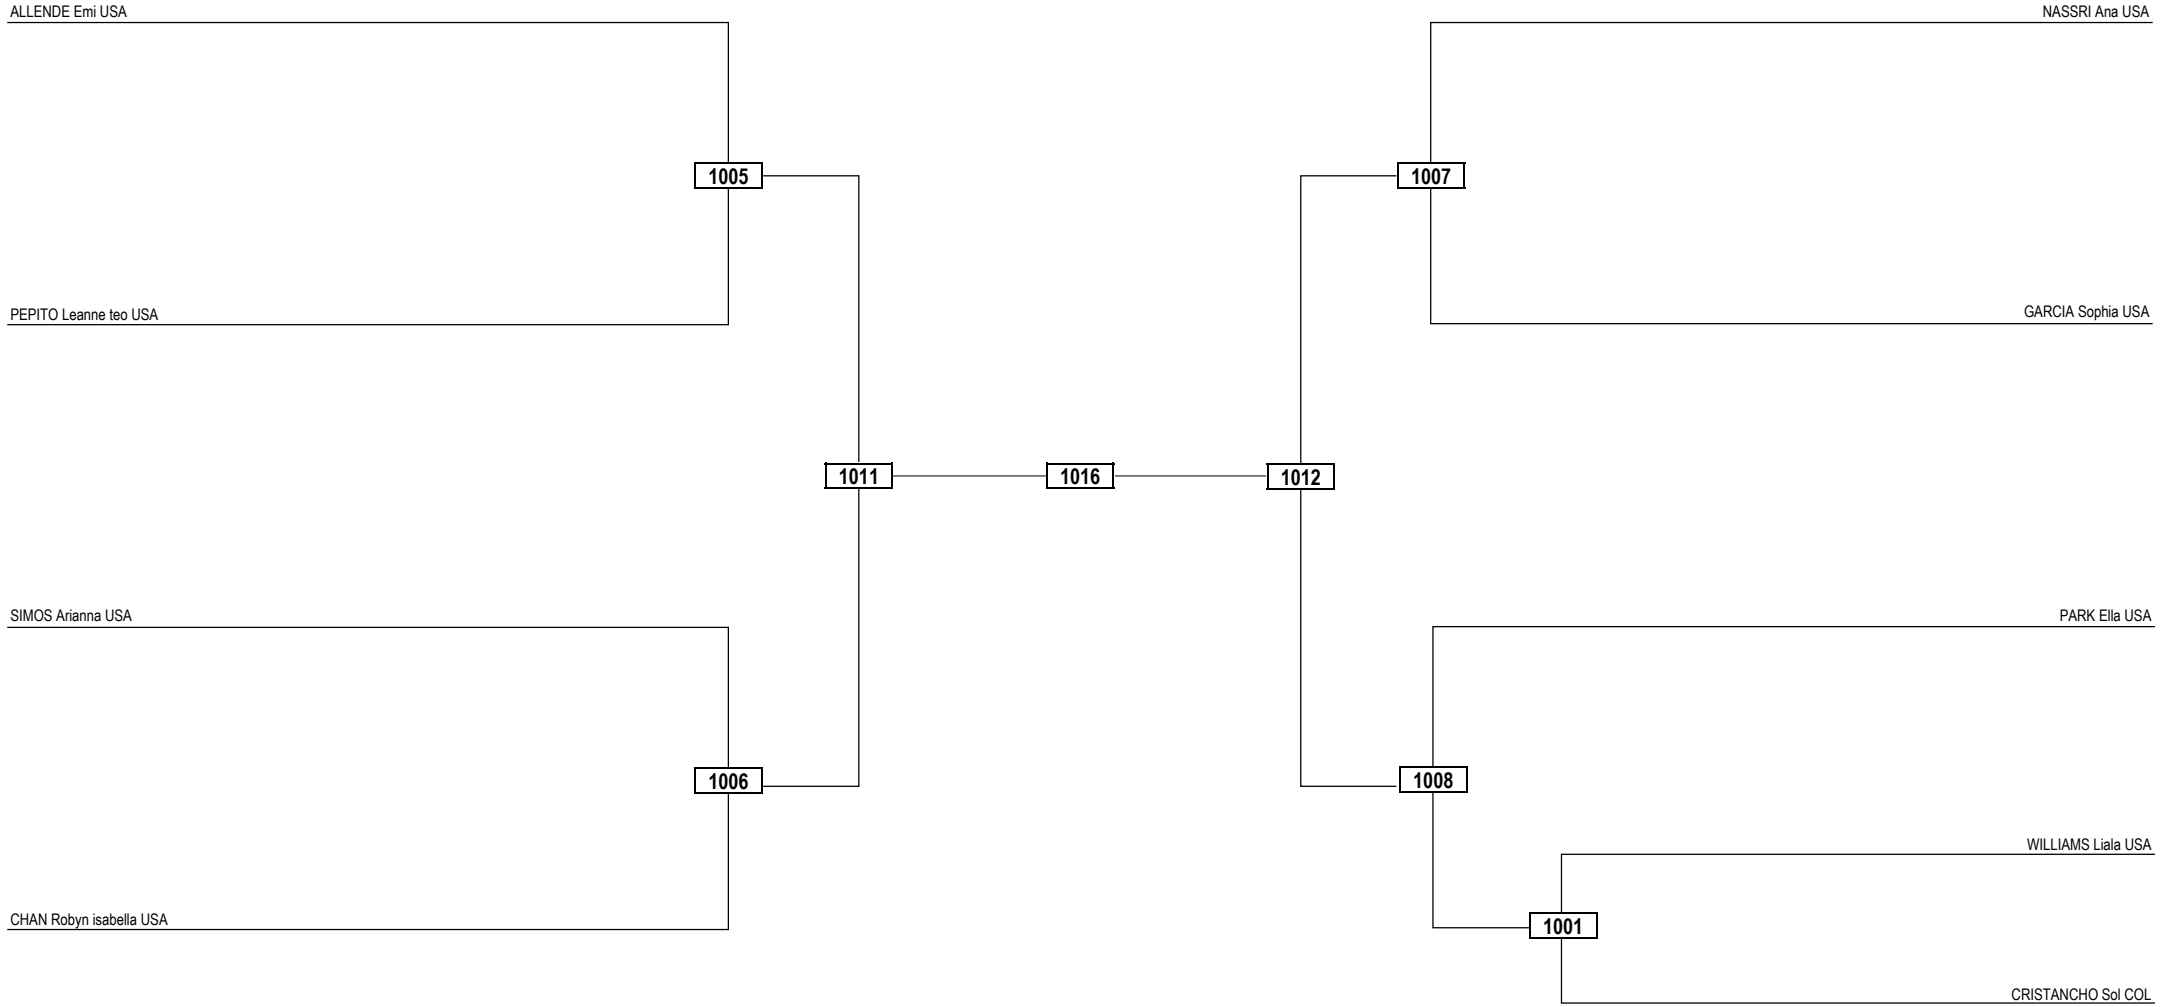 ALLENDE Emi USA
NASSRI Ana USA
1005
1007
PEPITO Leanne teo USA
GARCIA Sophia USA
1011
1016
1012
SIMOS Arianna USA
PARK Ella USA
1006
1008
WILLIAMS Liala USA
CHAN Robyn isabella USA
1001
CRISTANCHO Sol COL